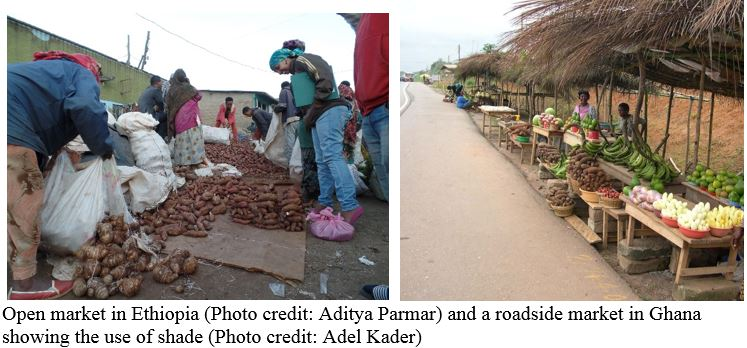 Open market in Ethiopia (Photo credit: Aditya Parmar) and a roadside market in Ghana
showing the use of shade (Photo credit: Adel Kader)